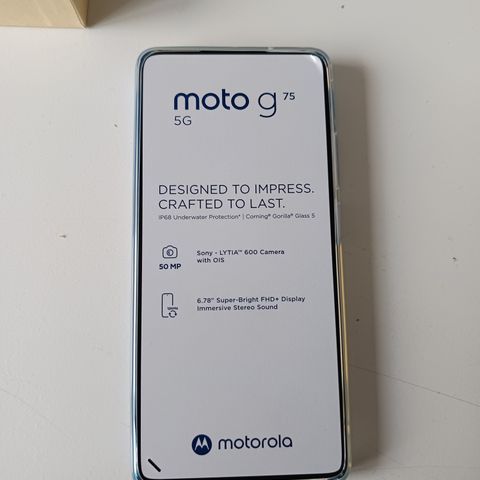 moto g 75
5G
DESIGNED TO IMPRESS.
CRAFTED TO LAST.
IP68 Underwater Protection* | Corning® Gorilla® Glass 5
50 MP
Sony - LYTIA™ 600 Camera
with OIS
6.78" Super-Bright FHD+ Display
Immersive Stereo Sound
motorola